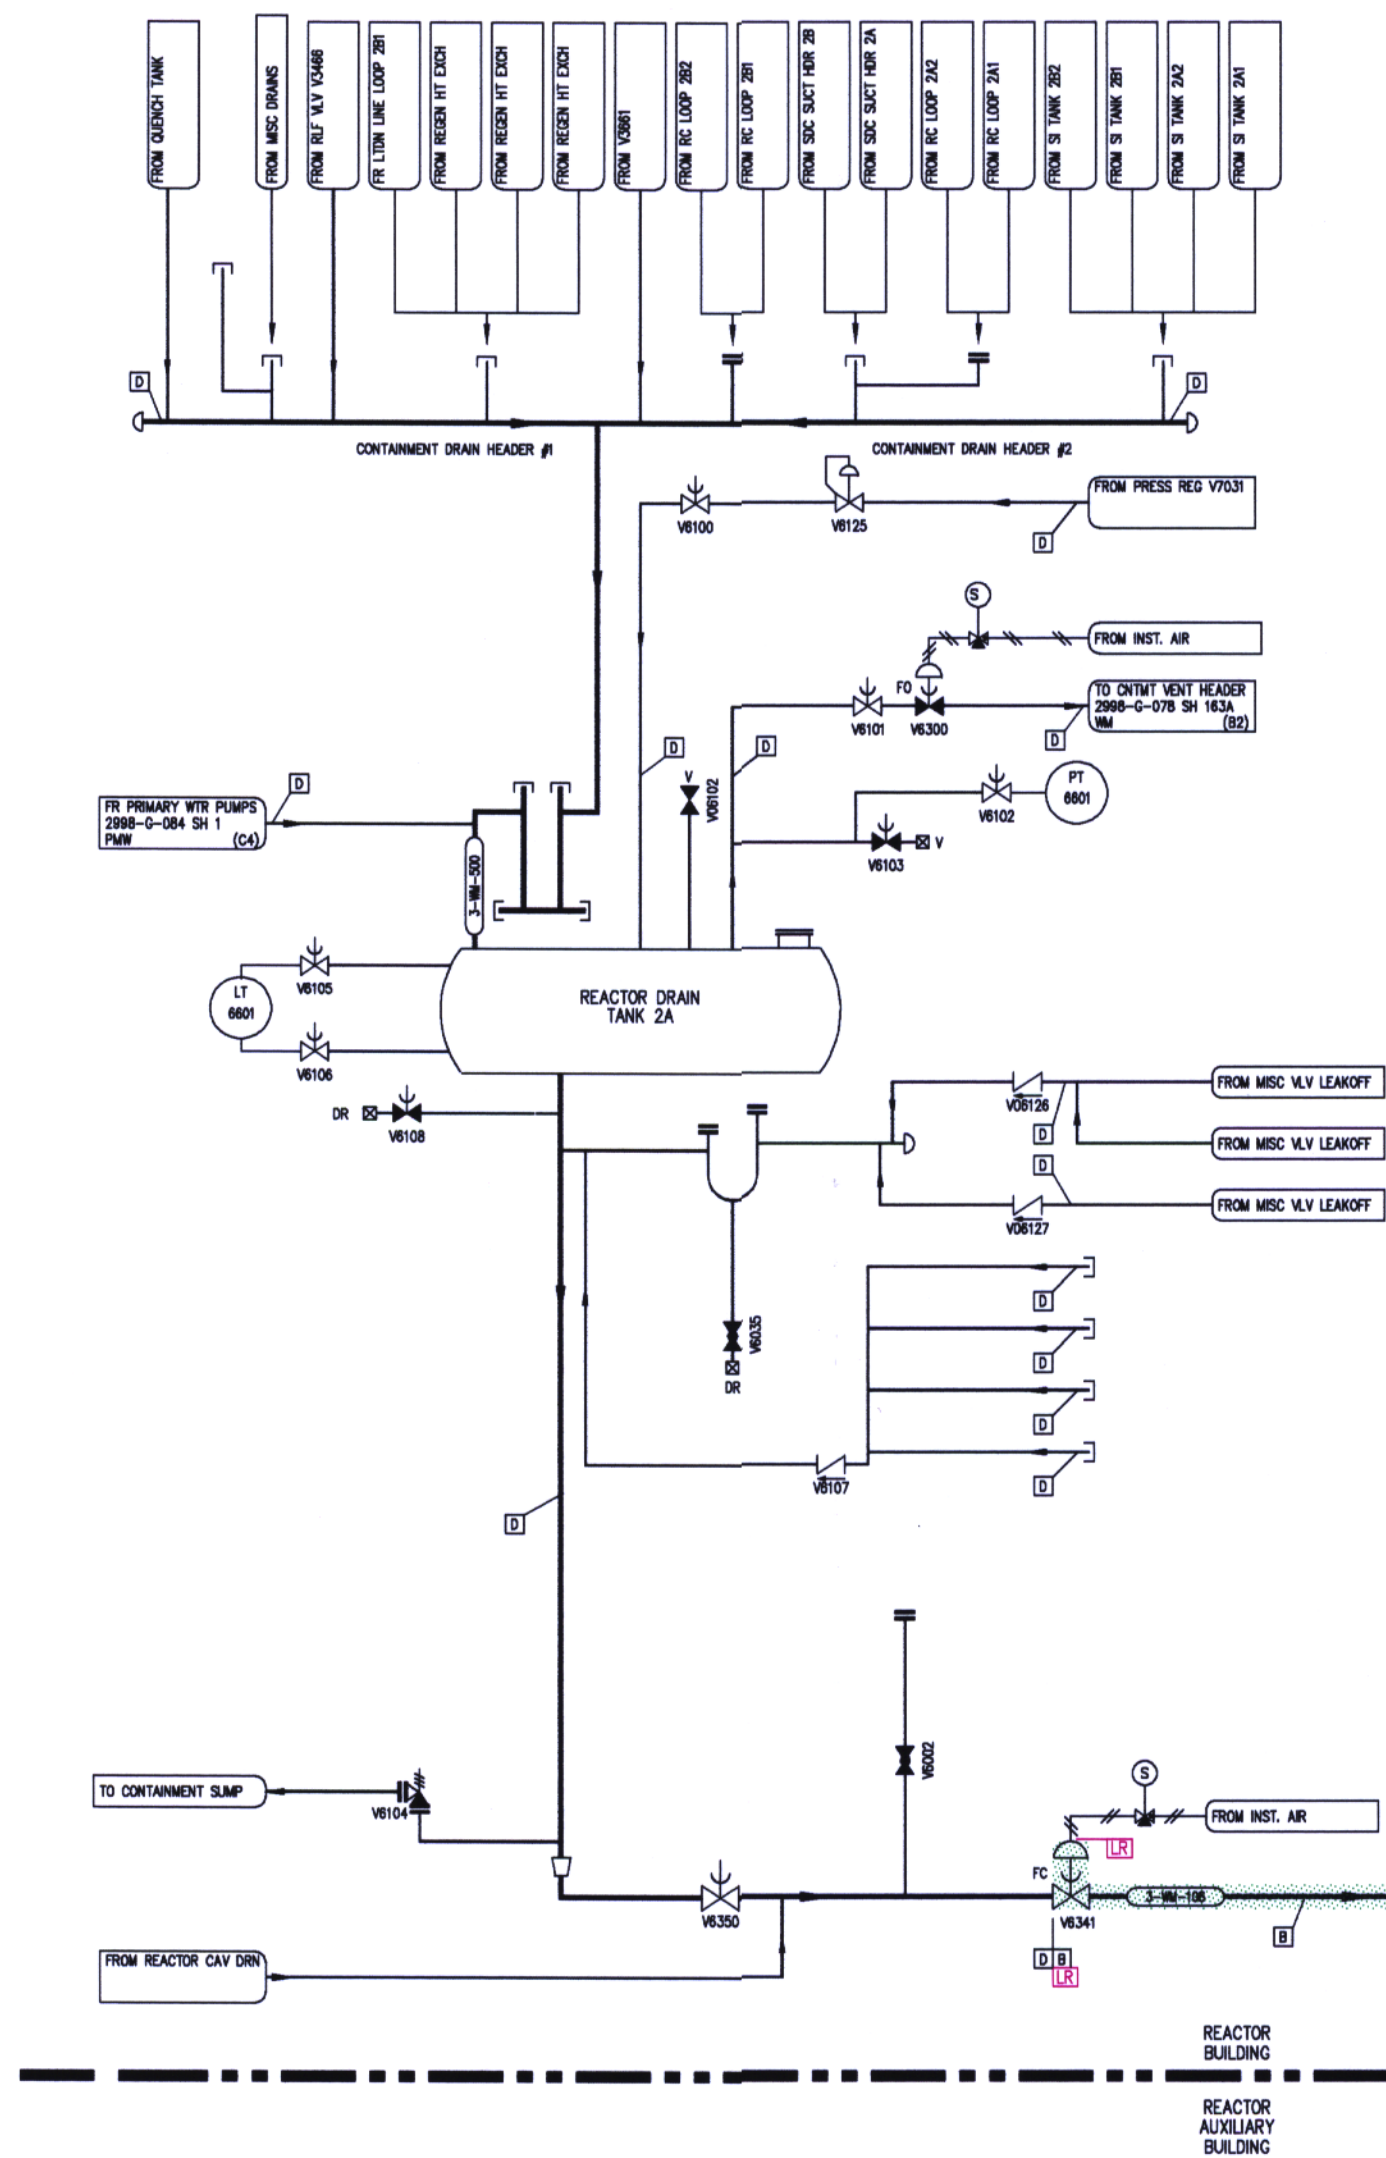 FROM QUENCH TANK
FROM MISC DRAINS
FROM RLF VLV V3466
FR LTDN LINE LOOP 2B1
FROM REGEN HT EXCH
FROM REGEN HT EXCH
FROM REGEN HT EXCH
FROM V3661
FROM RC LOOP 2B2
FROM RC LOOP 2B1
FROM SDC SUCT HDR 2B
FROM SDC SUCT HDR 2A
FROM RC LOOP 2A2
FROM RC LOOP 2A1
FROM SI TANK 2B2
FROM SI TANK 2B1
FROM SI TANK 2A2
FROM SI TANK 2A1
D
D
CONTAINMENT DRAIN HEADER #1
CONTAINMENT DRAIN HEADER #2
FROM PRESS REG V7031
V6100
V6125
D
S
FROM INST. AIR
FO
TO CNTMT VENT HEADER
2998-G-078 SH 163A
WM (B2)
V6101
V6300
D
D
D
V
V06102
PT
6601
V6102
D
FR PRIMARY WTR PUMPS
2998-G-084 SH 1
PMW (C4)
V6103
V
3-WM-500
LT
6601
V6105
REACTOR DRAIN
TANK 2A
V6106
FROM MISC VLV LEAKOFF
V06126
DR
V6108
D
FROM MISC VLV LEAKOFF
D
FROM MISC VLV LEAKOFF
V06127
D
V6035
DR
D
D
D
V6107
D
V6002
S
TO CONTAINMENT SUMP
V6104
FROM INST. AIR
LR
FC
3-WM-106
V6350
V6341
B
FROM REACTOR CAV DRN
D B
LR
REACTOR
BUILDING
REACTOR
AUXILIARY
BUILDING